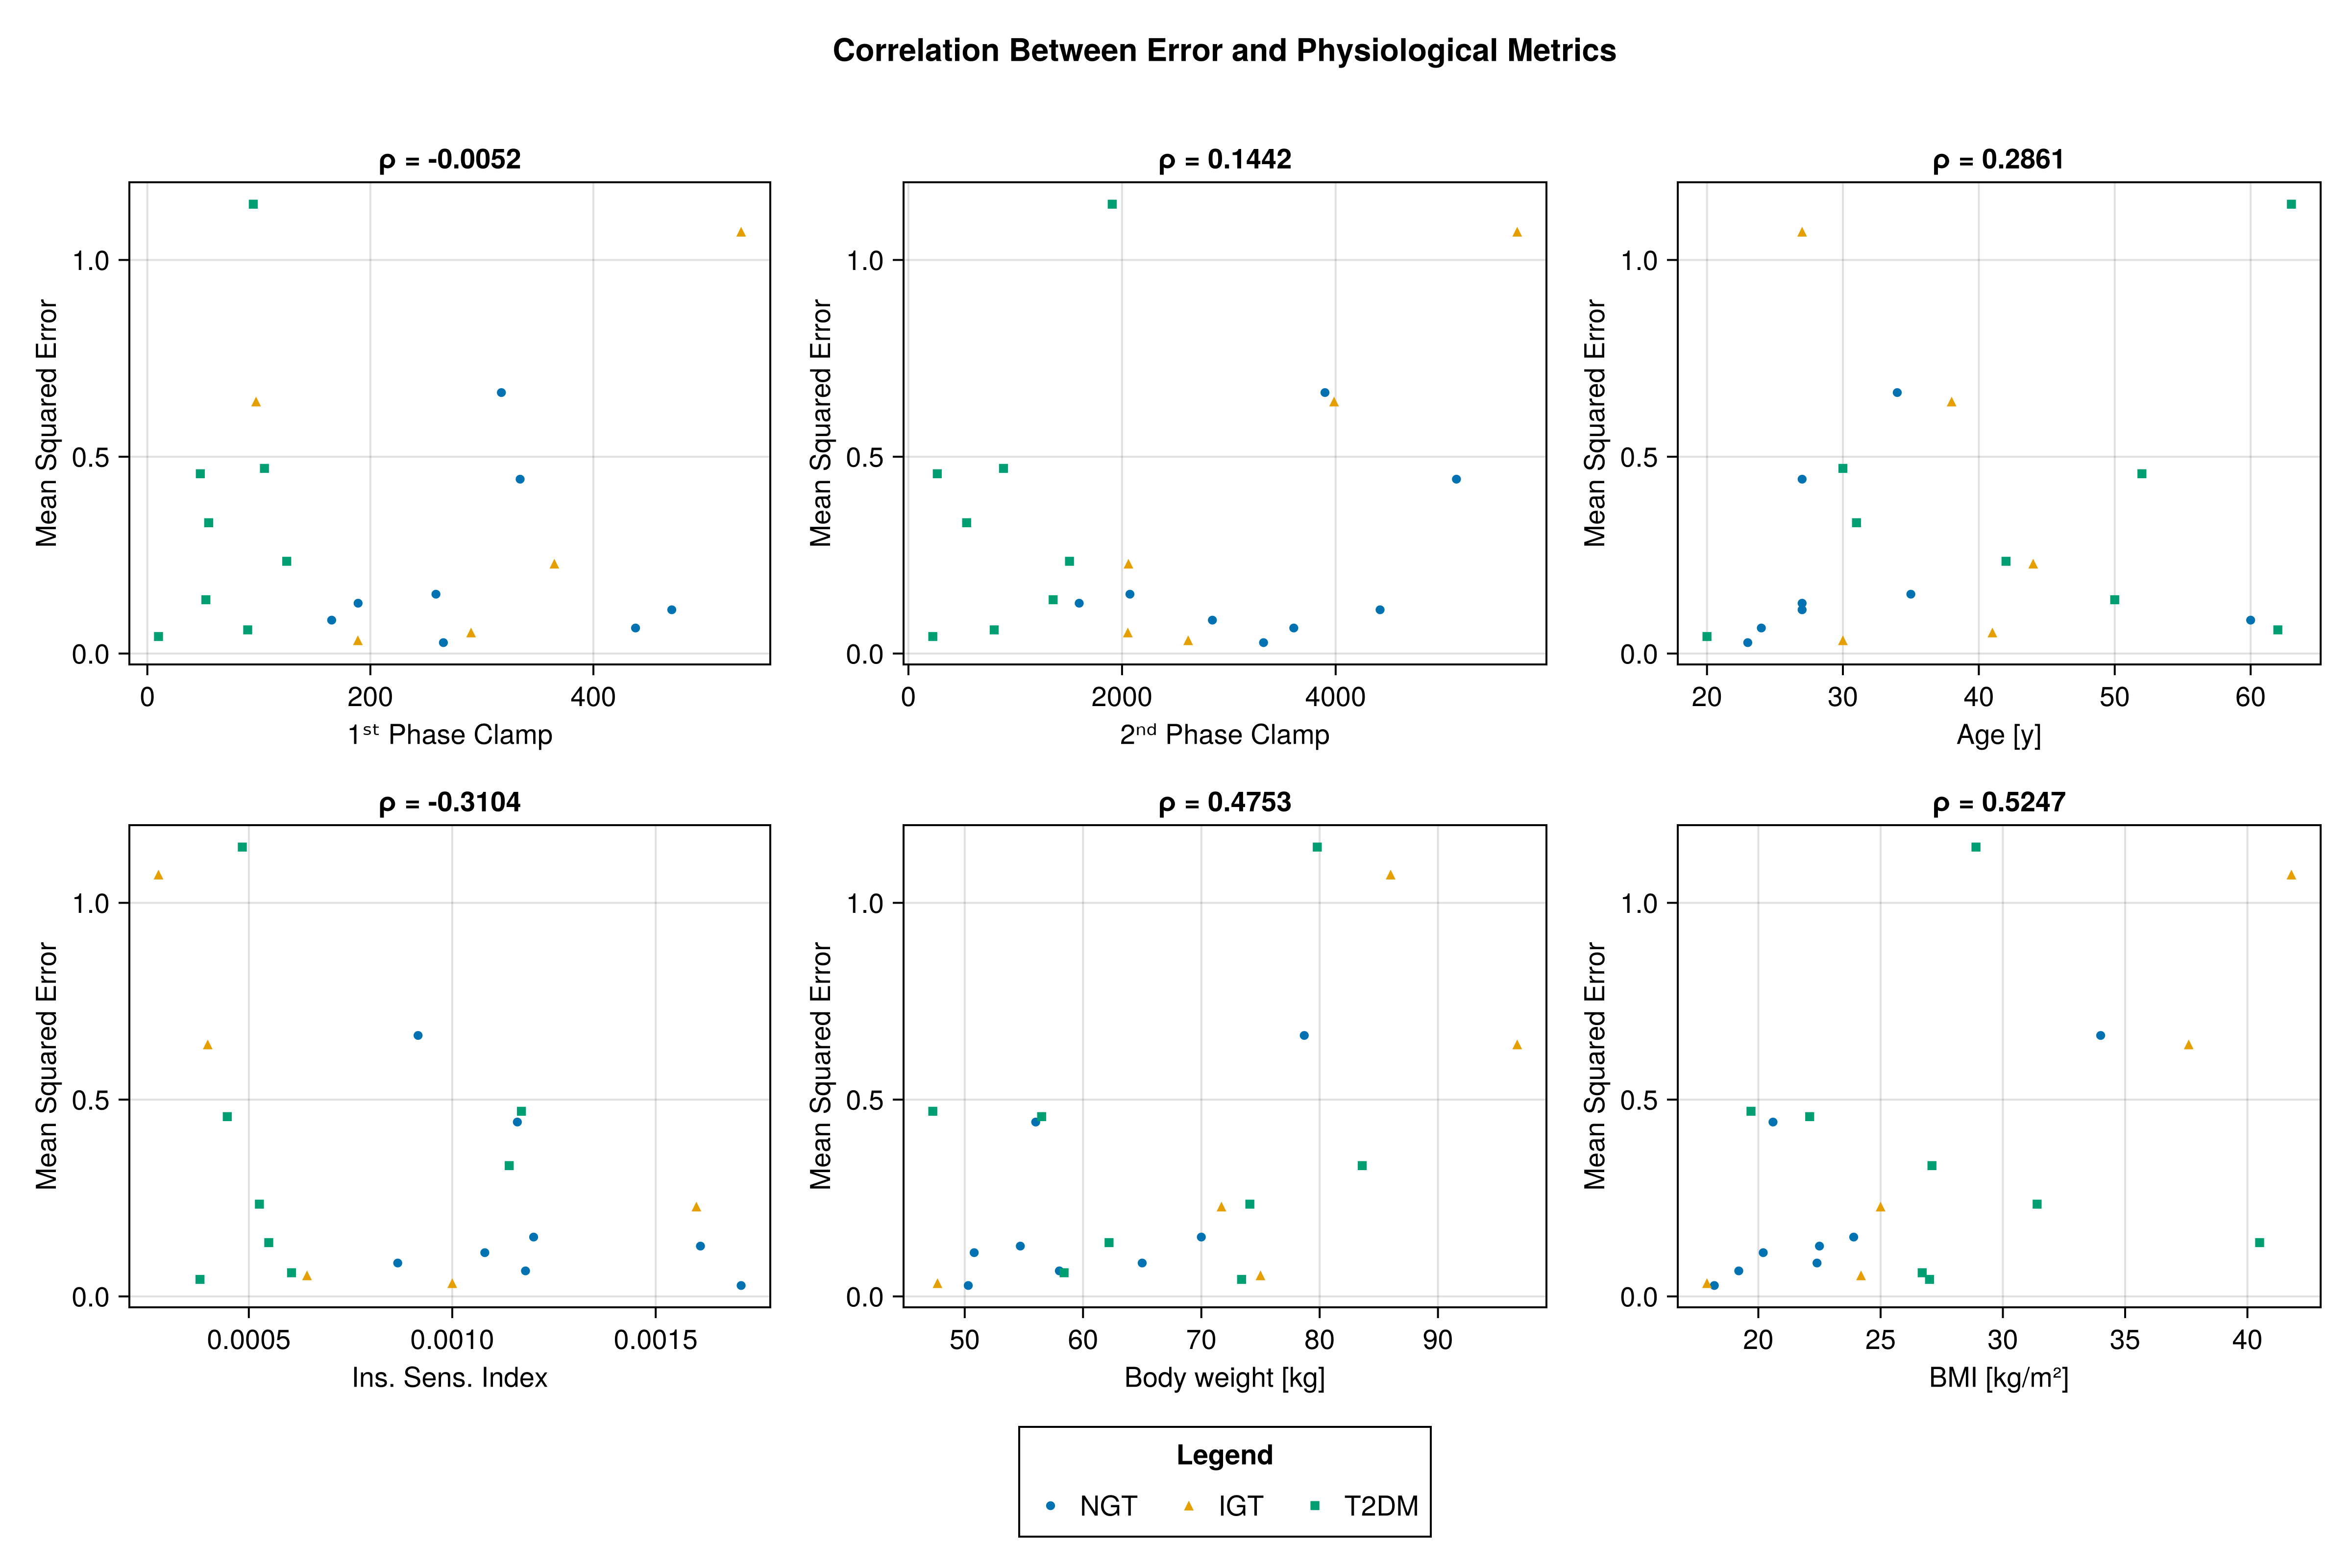 Correlation Between Error and Physiological Metrics
ρ = -0.0052
Mean Squared Error
1.0
0.5
0.0
0 200 400
1ˢᵗ Phase Clamp
ρ = 0.1442
Mean Squared Error
1.0
0.5
0.0
0 2000 4000
2ⁿᵈ Phase Clamp
ρ = 0.2861
Mean Squared Error
1.0
0.5
0.0
20 30 40 50 60
Age [y]
ρ = -0.3104
Mean Squared Error
1.0
0.5
0.0
0.0005 0.0010 0.0015
Ins. Sens. Index
ρ = 0.4753
Mean Squared Error
1.0
0.5
0.0
50 60 70 80 90
Body weight [kg]
ρ = 0.5247
Mean Squared Error
1.0
0.5
0.0
20 25 30 35 40
BMI [kg/m²]
Legend
NGT IGT T2DM